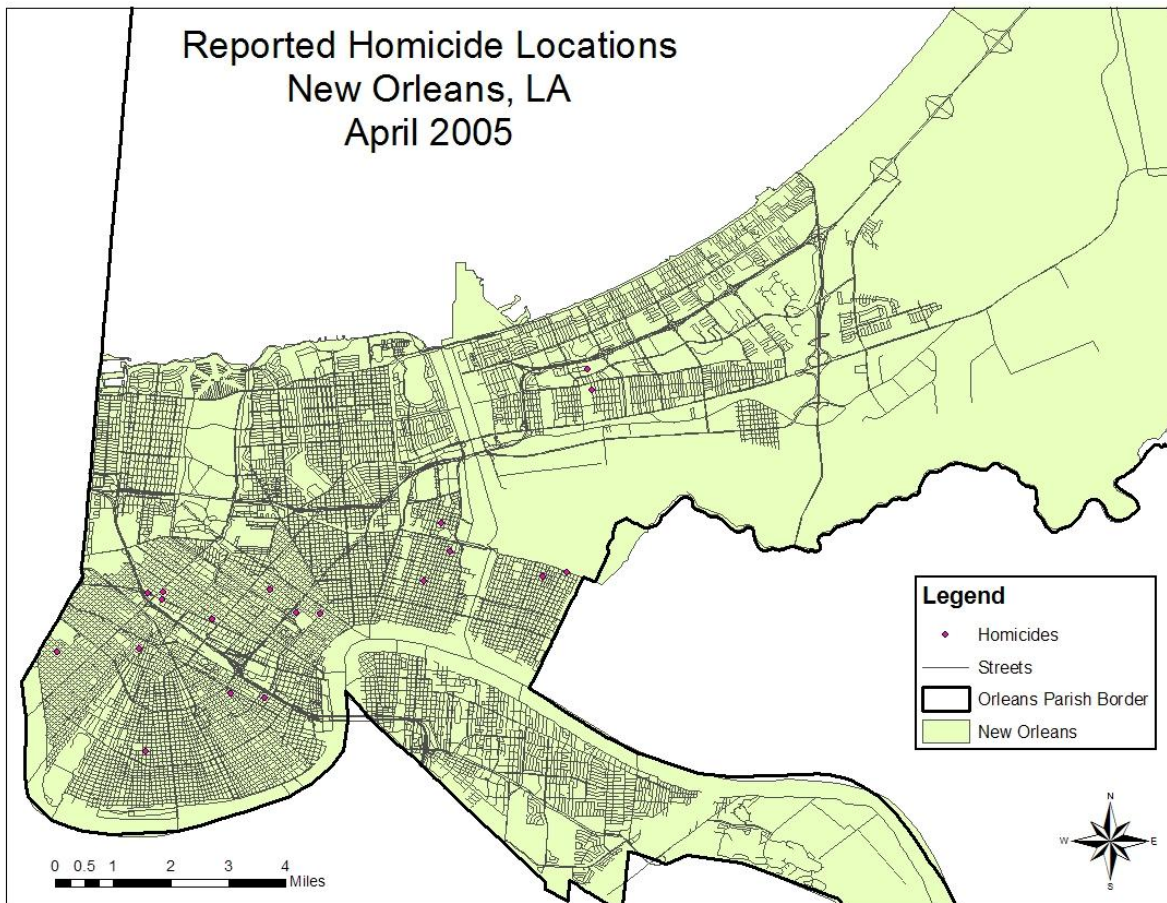 Reported Homicide Locations
New Orleans, LA
April 2005
Legend
Homicides
Streets
Orleans Parish Border
New Orleans
N
W E
S
0 0.5 1 2 3 4
Miles